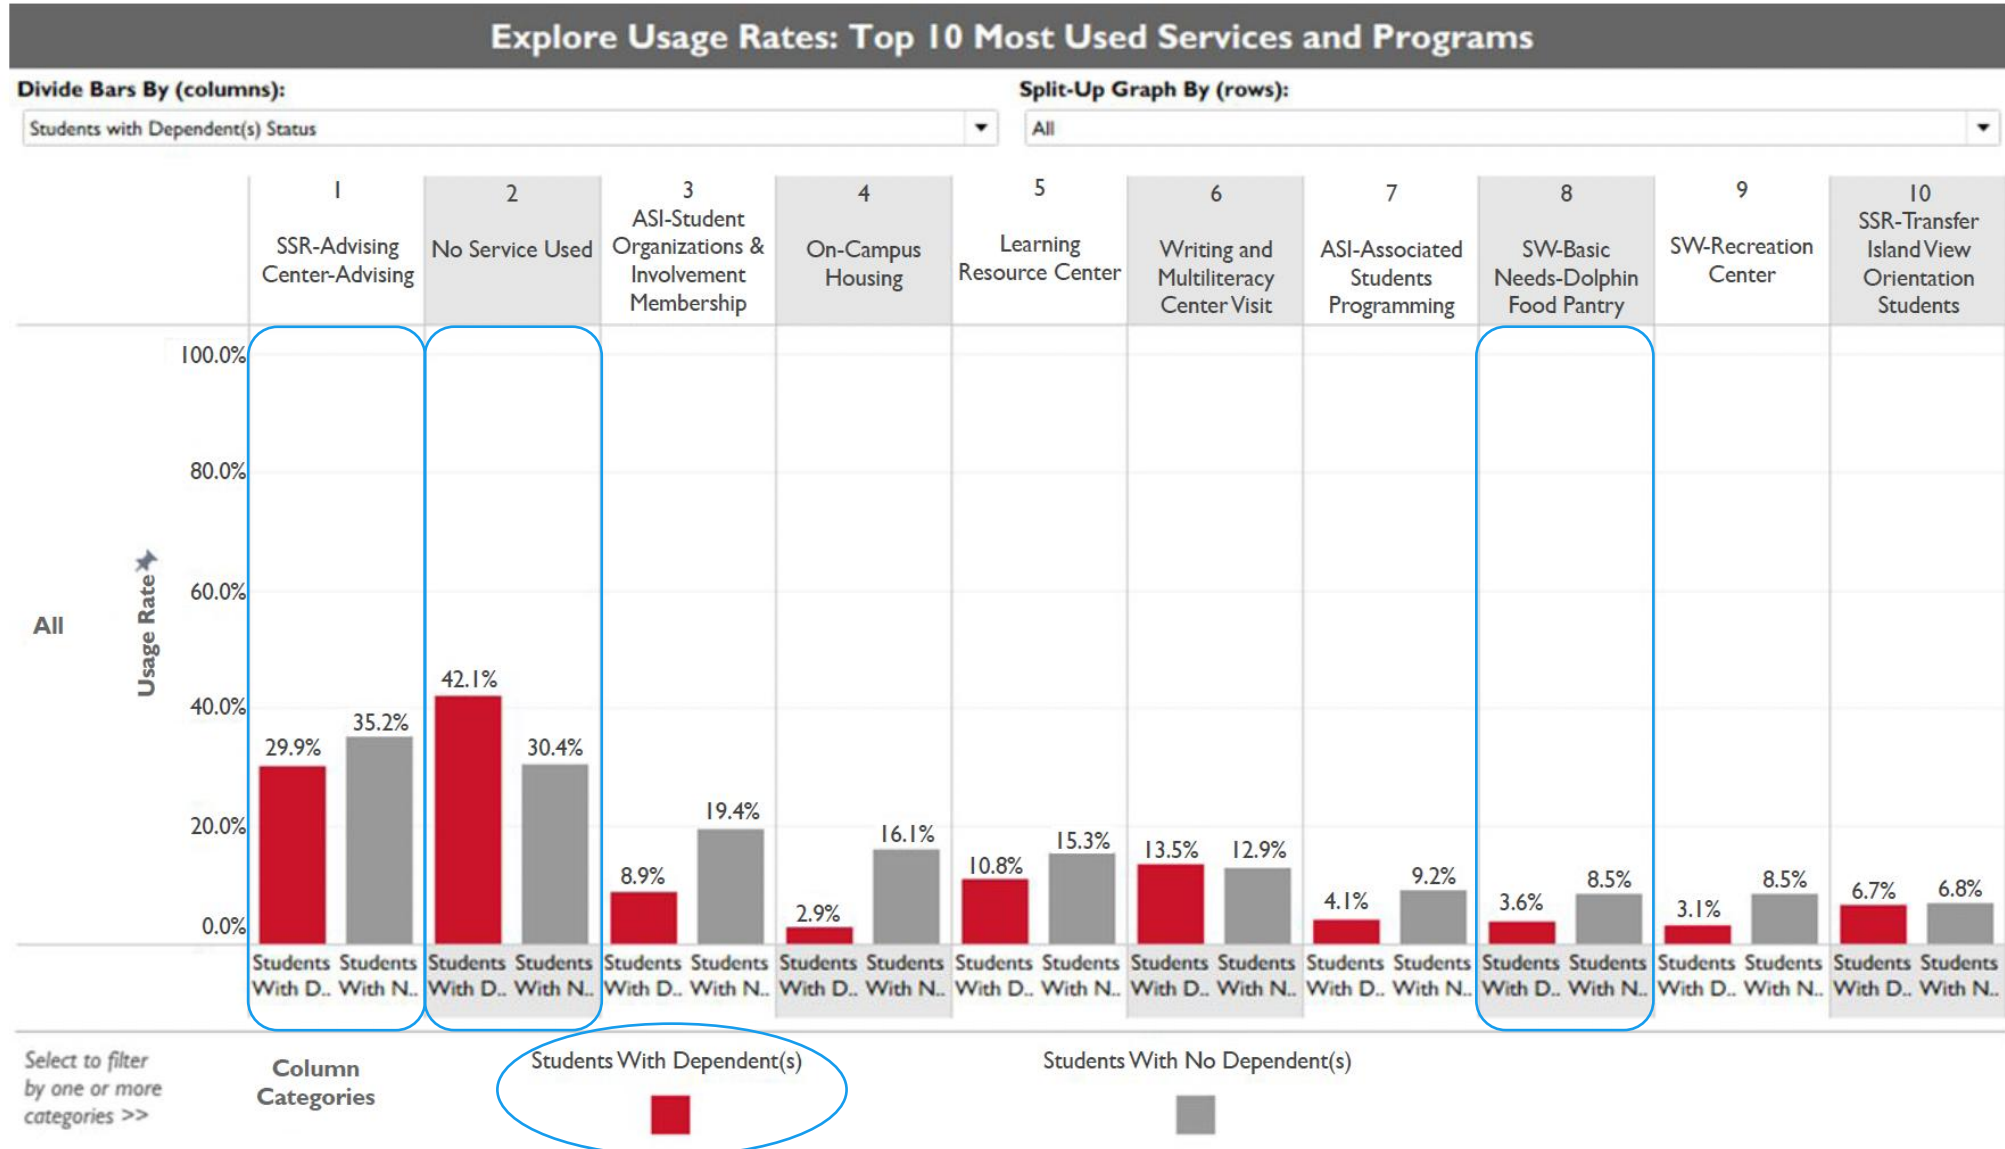 Explore Usage Rates: Top 10 Most Used Services and Programs
Divide Bars By (columns):
Split-Up Graph By (rows):
Students with Dependent(s) Status
All
1
SSR-Advising
Center-Advising
2
No Service Used
3
ASI-Student
Organizations &
Involvement
Membership
4
On-Campus
Housing
5
Learning
Resource Center
6
Writing and
Multiliteracy
Center Visit
7
ASI-Associated
Students
Programming
8
SW-Basic
Needs-Dolphin
Food Pantry
9
SW-Recreation
Center
10
SSR-Transfer
Island View
Orientation
Students
All
Usage Rate
100.0%
80.0%
60.0%
40.0%
20.0%
0.0%
29.9%
35.2%
42.1%
30.4%
8.9%
19.4%
2.9%
16.1%
10.8%
15.3%
13.5%
12.9%
4.1%
9.2%
3.6%
8.5%
3.1%
8.5%
6.7%
6.8%
Students Students Students Students Students Students Students Students Students Students Students Students Students Students Students Students Students Students Students Students
With D.. With N.. With D.. With N.. With D.. With N.. With D.. With N.. With D.. With N.. With D.. With N.. With D.. With N.. With D.. With N.. With D.. With N.. With D.. With N..
Select to filter
by one or more
categories >>
Column
Categories
Students With Dependent(s)
Students With No Dependent(s)